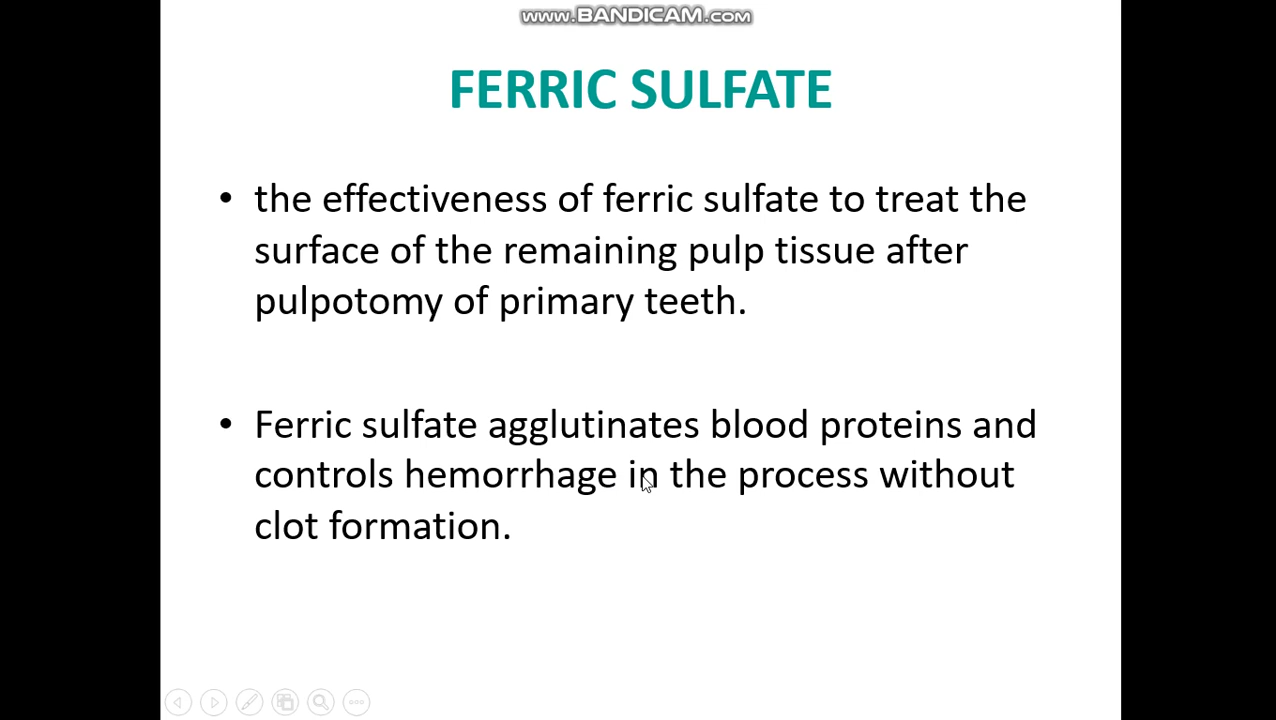 www.BANDICAM.com
FERRIC SULFATE
• the effectiveness of ferric sulfate to treat the
surface of the remaining pulp tissue after
pulpotomy of primary teeth.
• Ferric sulfate agglutinates blood proteins and
controls hemorrhage in the process without
clot formation.